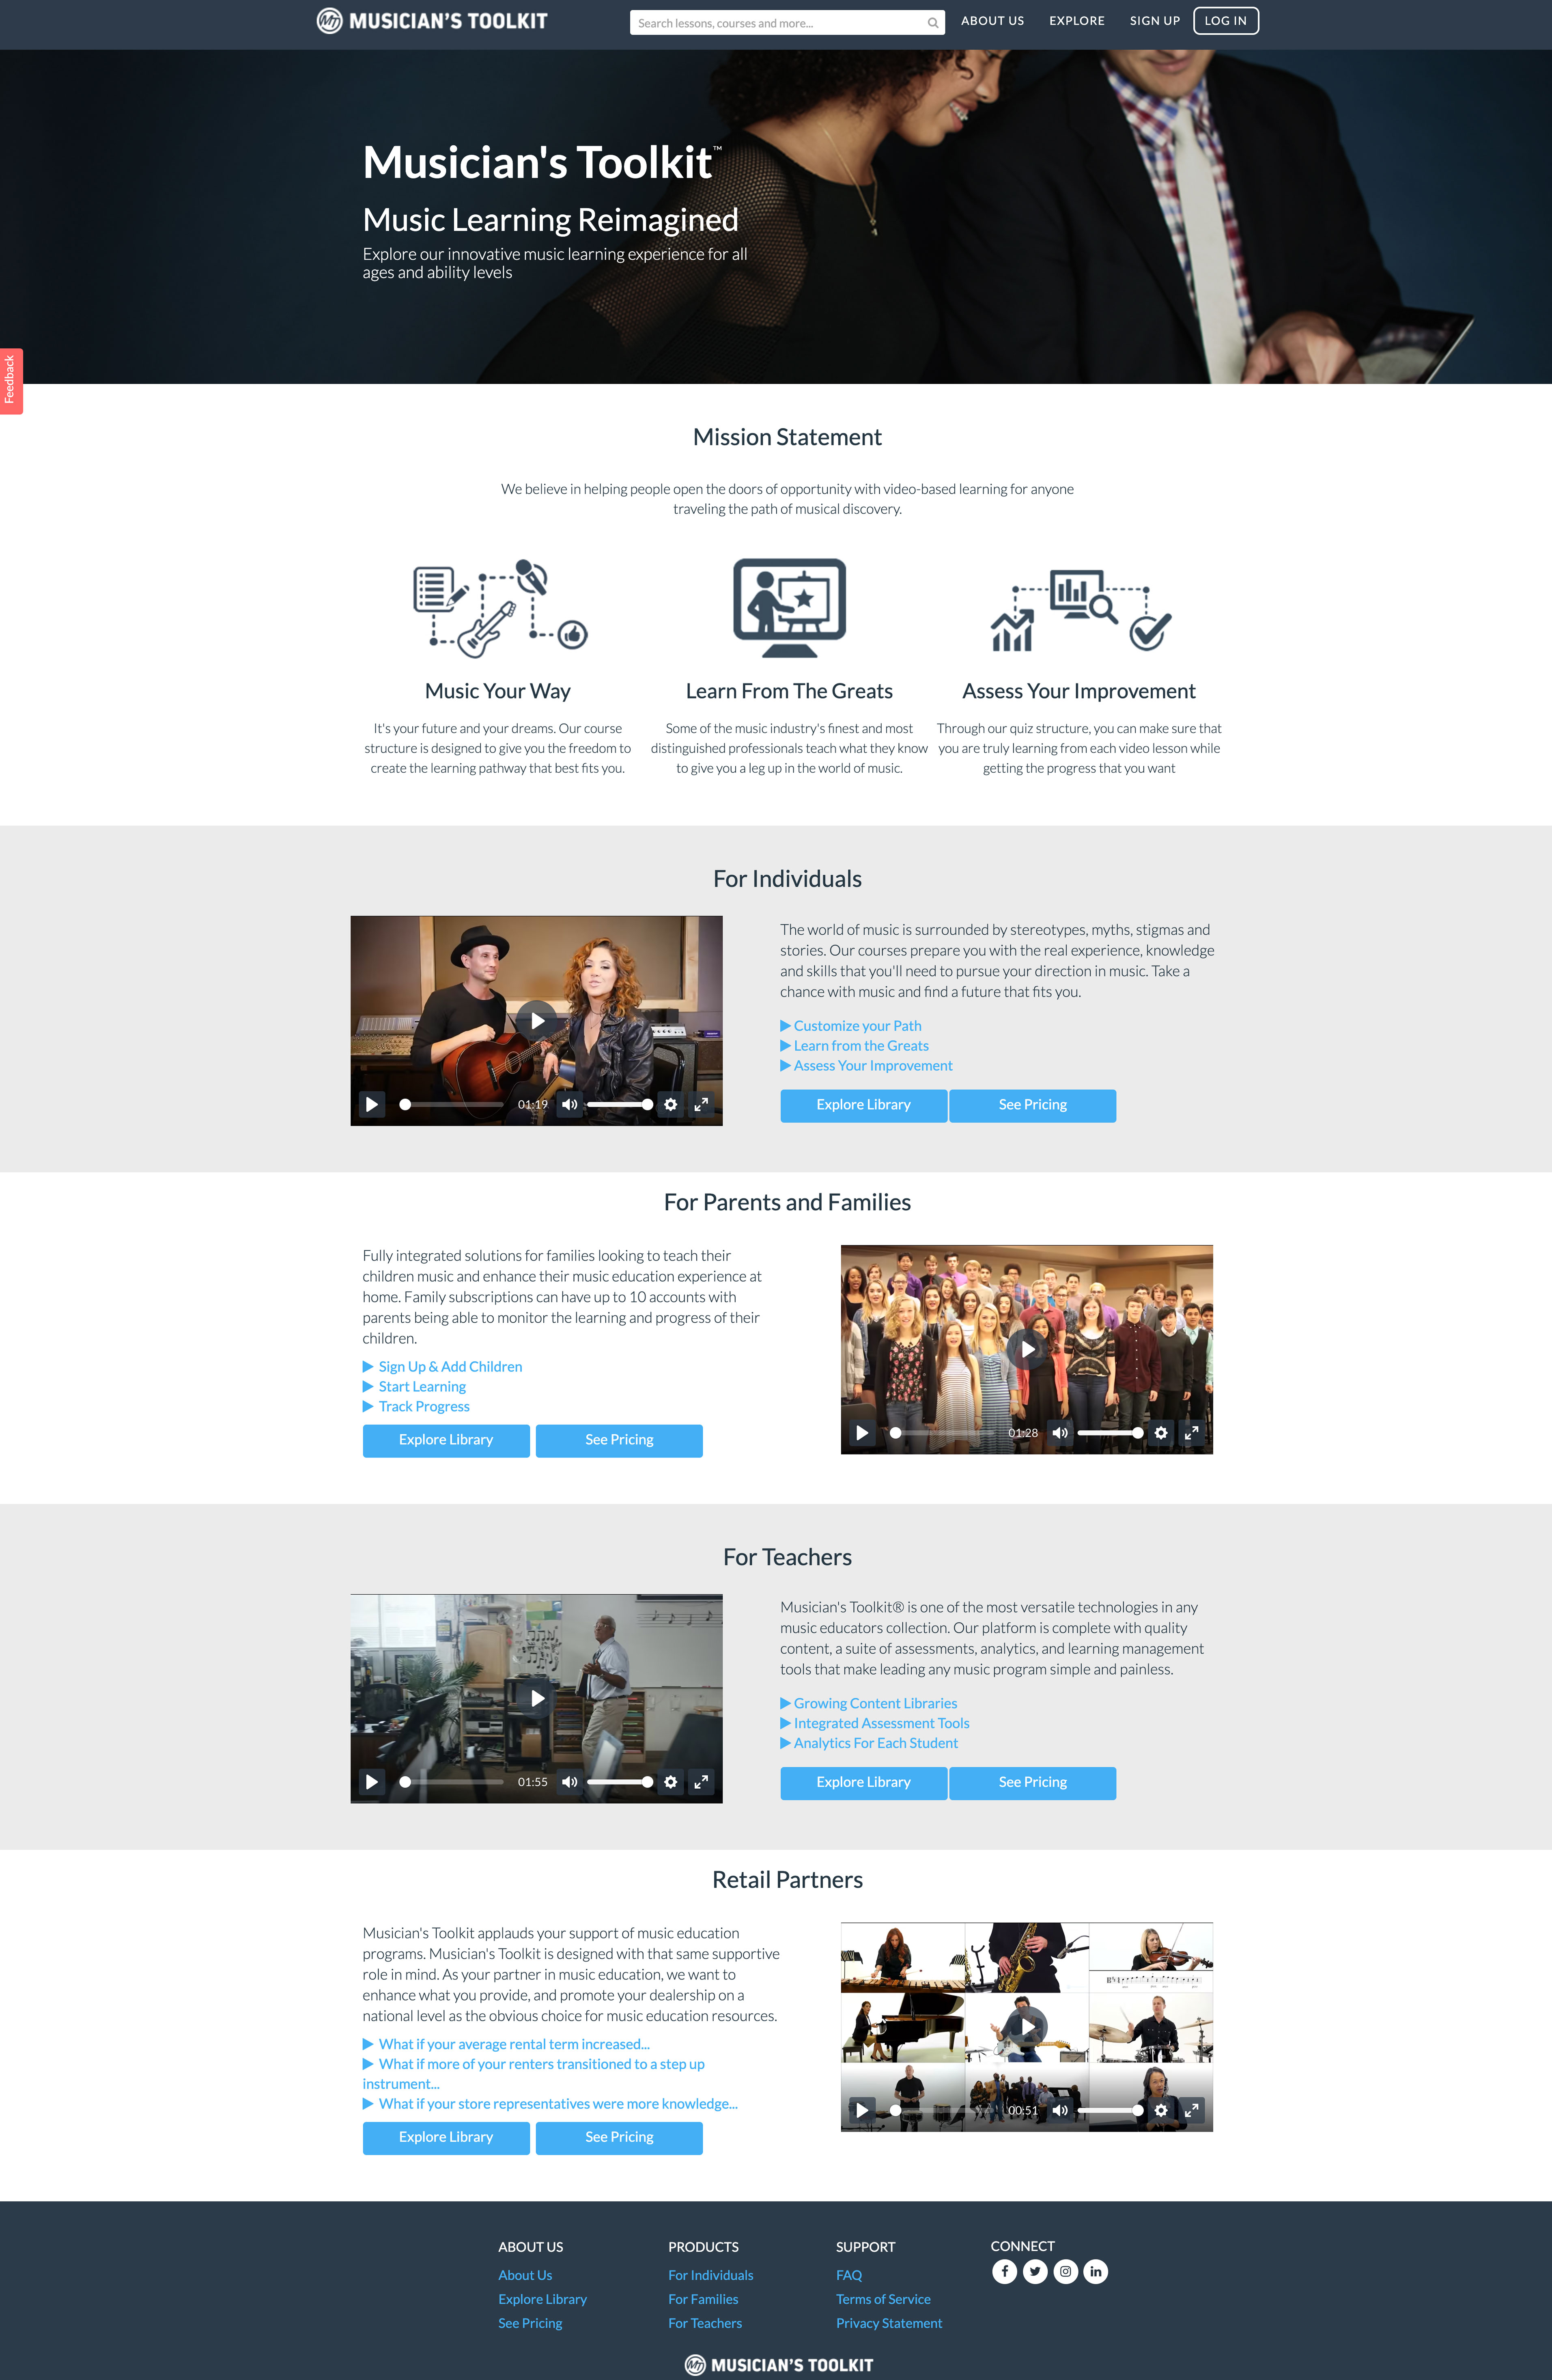 MUSICIAN'S TOOLKIT
Search lessons, courses and more...
ABOUT US
EXPLORE
SIGN UP
LOG IN
Musician's Toolkit™
Music Learning Reimagined
Explore our innovative music learning experience for all
ages and ability levels
Feedback
Mission Statement
We believe in helping people open the doors of opportunity with video-based learning for anyone
traveling the path of musical discovery.
Music Your Way
It's your future and your dreams. Our course
structure is designed to give you the freedom to
create the learning pathway that best fits you.
Learn From The Greats
Some of the music industry's finest and most
distinguished professionals teach what they know
to give you a leg up in the world of music.
Assess Your Improvement
Through our quiz structure, you can make sure that
you are truly learning from each video lesson while
getting the progress that you want
For Individuals
01:19
The world of music is surrounded by stereotypes, myths, stigmas and
stories. Our courses prepare you with the real experience, knowledge
and skills that you'll need to pursue your direction in music. Take a
chance with music and find a future that fits you.
Customize your Path
Learn from the Greats
Assess Your Improvement
Explore Library
See Pricing
For Parents and Families
Fully integrated solutions for families looking to teach their
children music and enhance their music education experience at
home. Family subscriptions can have up to 10 accounts with
parents being able to monitor the learning and progress of their
children.
Sign Up & Add Children
Start Learning
Track Progress
Explore Library
See Pricing
01:28
For Teachers
01:55
Musician's Toolkit® is one of the most versatile technologies in any
music educators collection. Our platform is complete with quality
content, a suite of assessments, analytics, and learning management
tools that make leading any music program simple and painless.
Growing Content Libraries
Integrated Assessment Tools
Analytics For Each Student
Explore Library
See Pricing
Retail Partners
Musician's Toolkit applauds your support of music education
programs. Musician's Toolkit is designed with that same supportive
role in mind. As your partner in music education, we want to
enhance what you provide, and promote your dealership on a
national level as the obvious choice for music education resources.
What if your average rental term increased...
What if more of your renters transitioned to a step up
instrument...
What if your store representatives were more knowledge...
Explore Library
See Pricing
00:51
ABOUT US
About Us
Explore Library
See Pricing
PRODUCTS
For Individuals
For Families
For Teachers
SUPPORT
FAQ
Terms of Service
Privacy Statement
CONNECT
MUSICIAN'S TOOLKIT